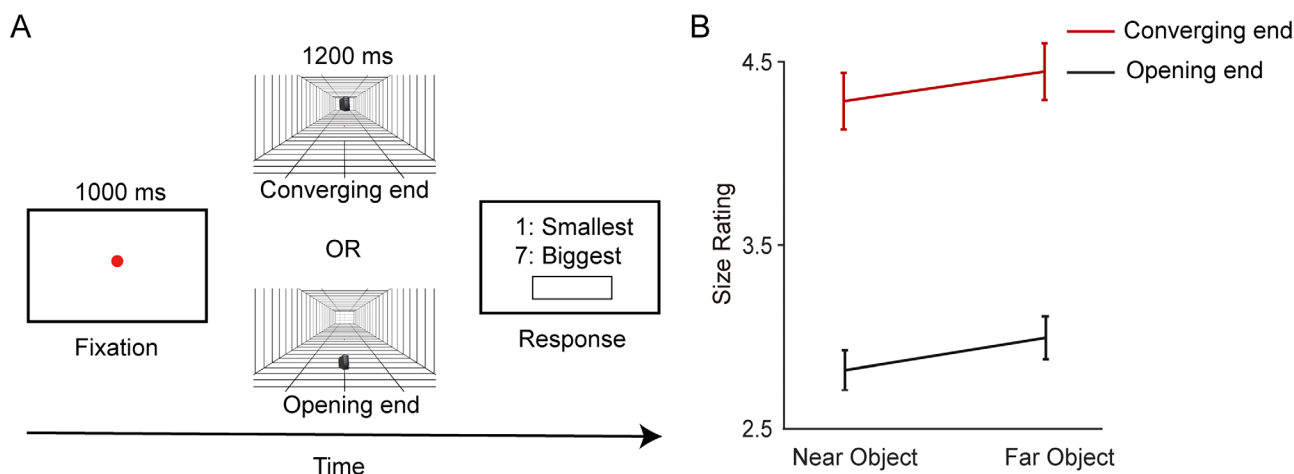 A
1000 ms
Fixation
1200 ms
Converging end
OR
Opening end
1: Smallest
7: Biggest
Response
Time
B
Converging end
Opening end
Size Rating
4.5
3.5
2.5
Near Object
Far Object